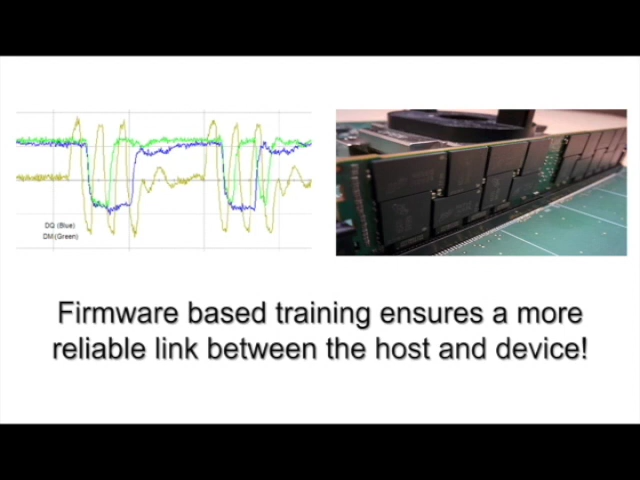 DQ (Blue)
DM (Green)
Firmware based training ensures a more
reliable link between the host and device!